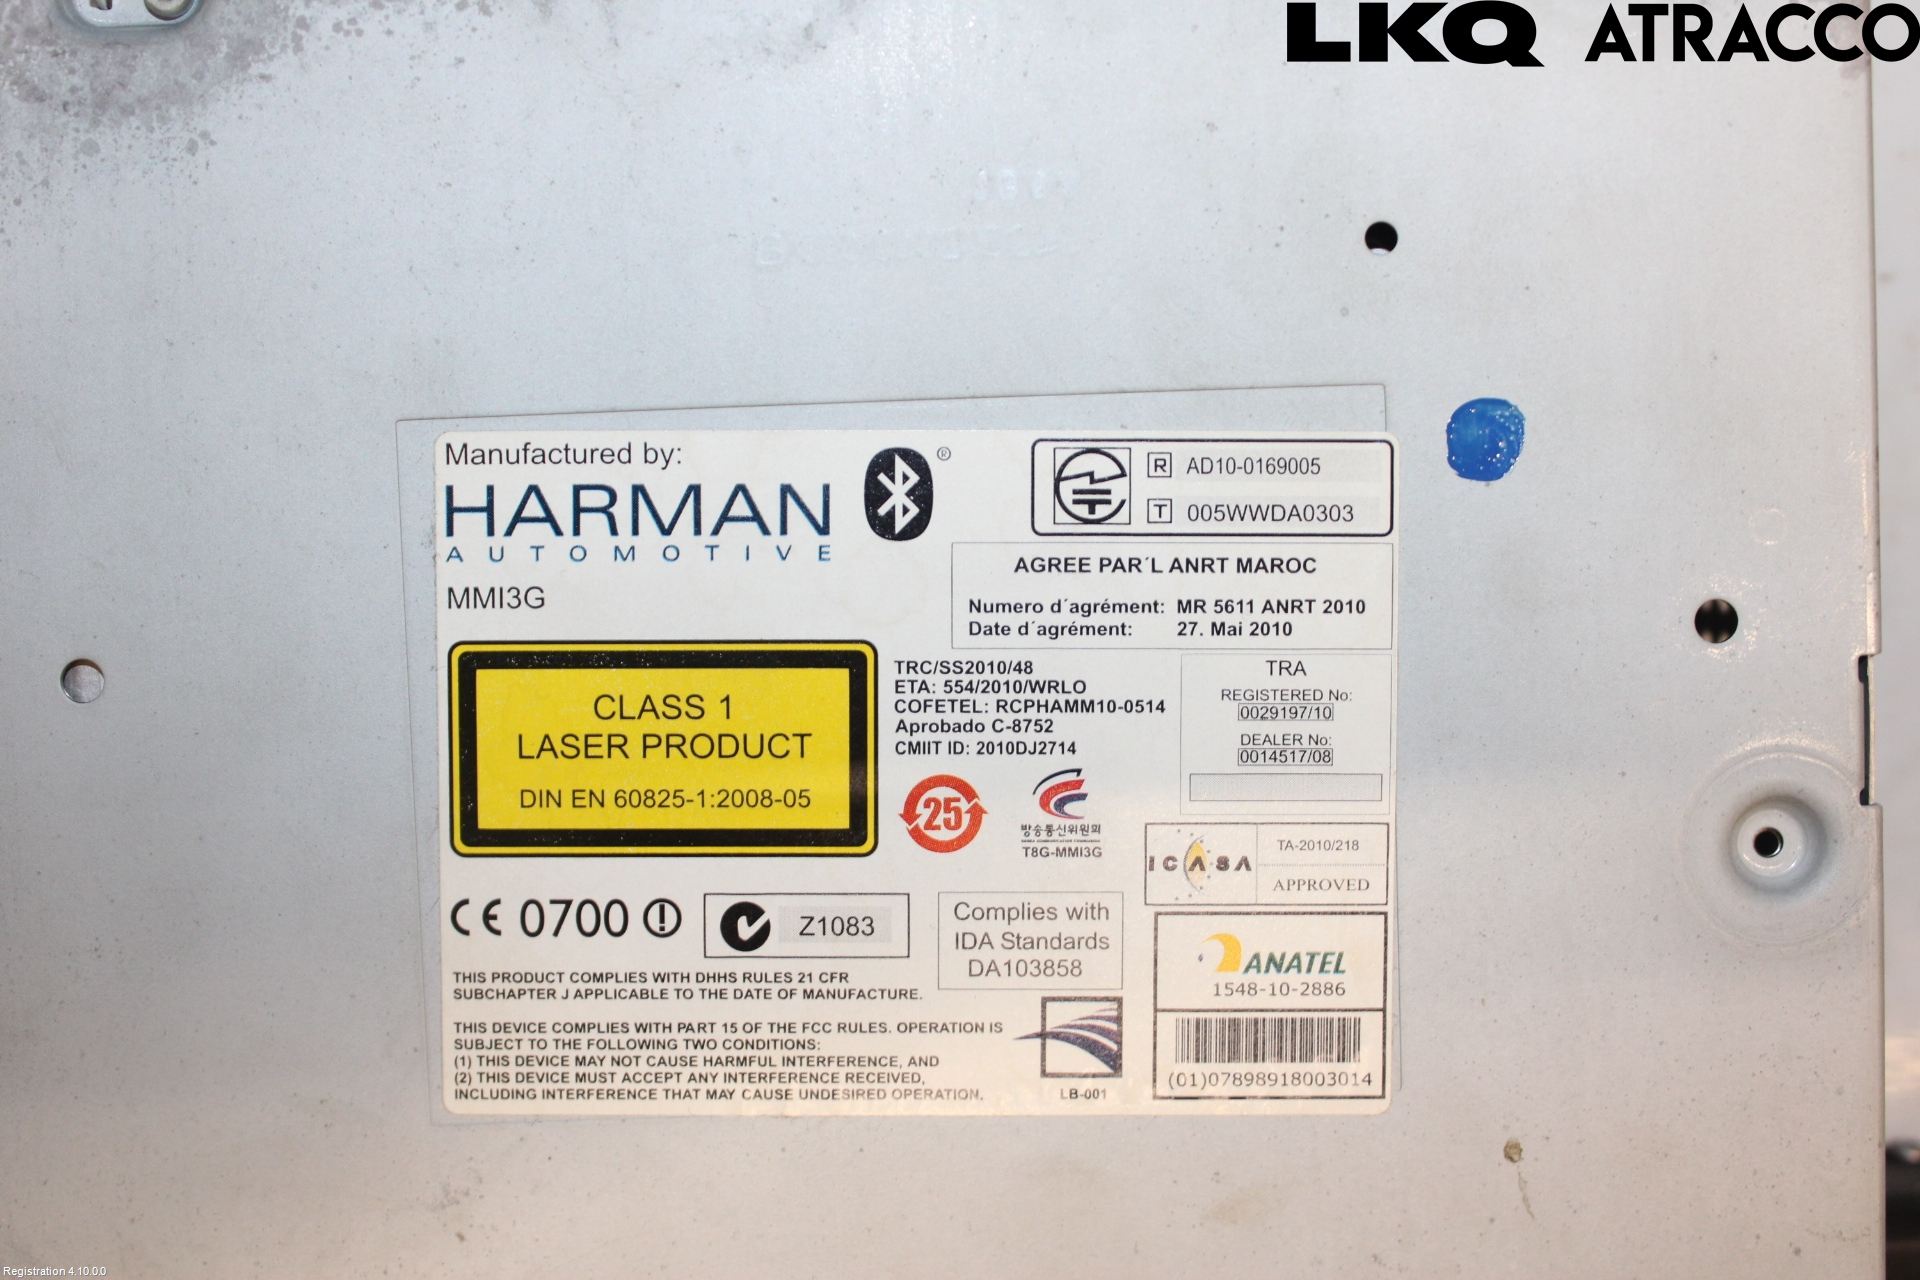 LKQ ATRACCO
Manufactured by:
HARMAN
AUTOMOTIVE
MMI3G
®
R AD10-0169005
T 005WWDA0303
AGREE PAR´L ANRT MAROC
Numero d´agrément: MR 5611 ANRT 2010
Date d´agrément: 27. Mai 2010
CLASS 1
LASER PRODUCT
DIN EN 60825-1:2008-05
TRC/SS2010/48
ETA: 554/2010/WRLO
COFETEL: RCPHAMM10-0514
Aprobado C-8752
CMIIT ID: 2010DJ2714
TRA
REGISTERED No:
0029197/10
DEALER No:
0014517/08
25
방송통신위원회
T8G-MMI3G
ICASA
TA-2010/218
APPROVED
CE 0700
Z1083
Complies with
IDA Standards
DA103858
ANATEL
1548-10-2886
(01)07898918003014
THIS PRODUCT COMPLIES WITH DHHS RULES 21 CFR
SUBCHAPTER J APPLICABLE TO THE DATE OF MANUFACTURE.
THIS DEVICE COMPLIES WITH PART 15 OF THE FCC RULES. OPERATION IS
SUBJECT TO THE FOLLOWING TWO CONDITIONS:
(1) THIS DEVICE MAY NOT CAUSE HARMFUL INTERFERENCE, AND
(2) THIS DEVICE MUST ACCEPT ANY INTERFERENCE RECEIVED,
INCLUDING INTERFERENCE THAT MAY CAUSE UNDESIRED OPERATION.
LB-001
Registration 4.10.0.0